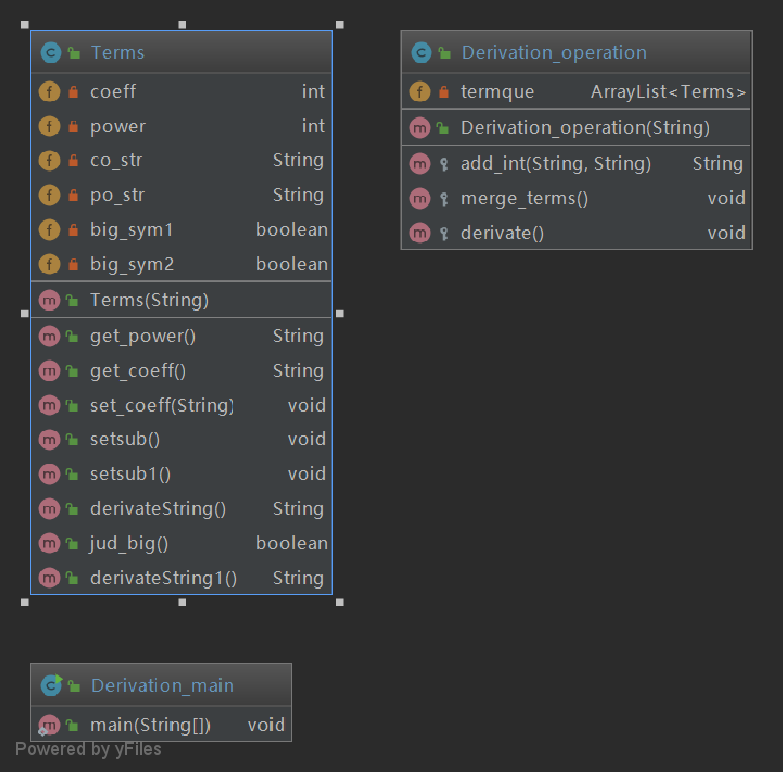 Terms
coeff int
power int
co_str String
po_str String
big_sym1 boolean
big_sym2 boolean
Terms(String)
get_power() String
get_coeff() String
set_coeff(String) void
setsub() void
setsub1() void
derivateString() String
jud_big() boolean
derivateString1() String
Derivation_operation
termque ArrayList<Terms>
Derivation_operation(String)
add_int(String, String) String
merge_terms() void
derivate() void
Derivation_main
main(String[]) void
Powered by yFiles